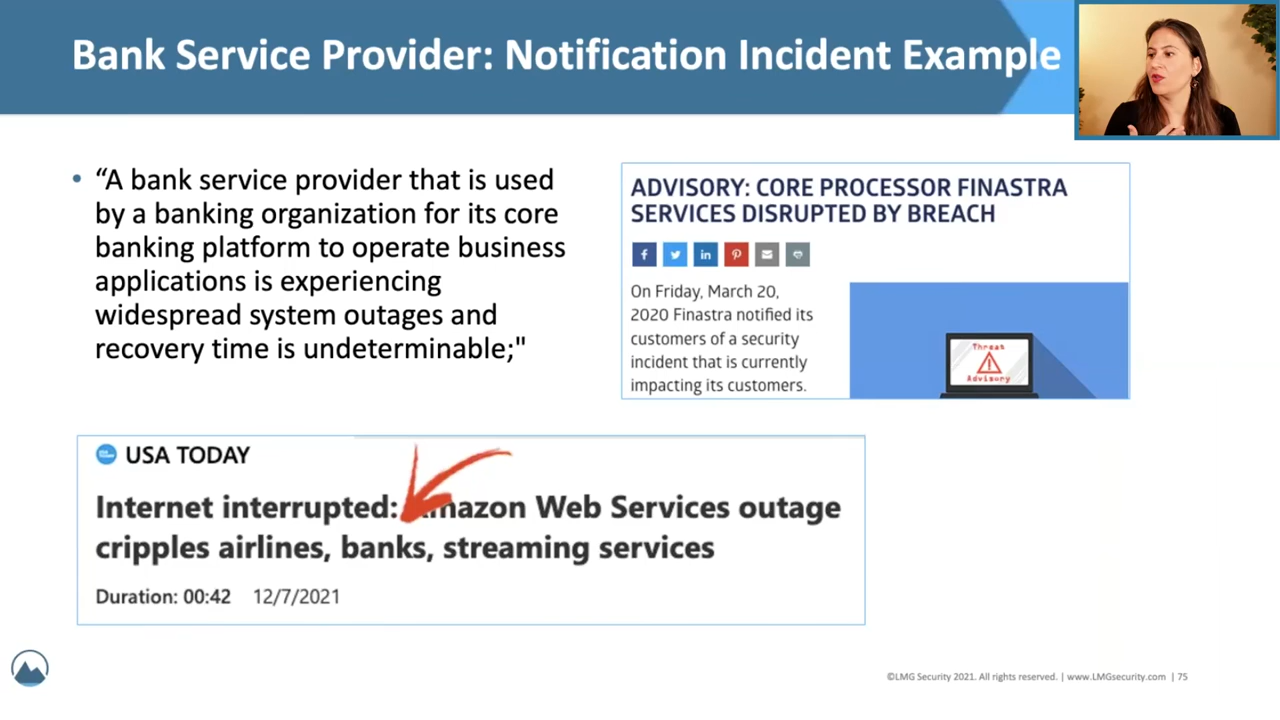 Bank Service Provider: Notification Incident Example
• “A bank service provider that is used
by a banking organization for its core
banking platform to operate business
applications is experiencing
widespread system outages and
recovery time is undeterminable;"
ADVISORY: CORE PROCESSOR FINASTRA
SERVICES DISRUPTED BY BREACH
On Friday, March 20,
2020 Finastra notified its
customers of a security
incident that is currently
impacting its customers.
Threat
Advisory
USA TODAY
Internet interrupted: Amazon Web Services outage
cripples airlines, banks, streaming services
Duration: 00:42 12/7/2021
©LMG Security 2021. All rights reserved. | www.LMGsecurity.com | 75